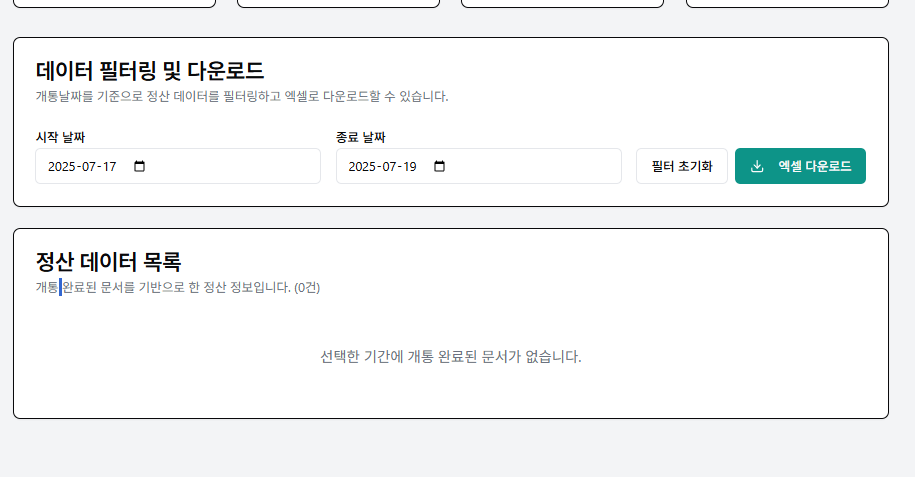 데이터 필터링 및 다운로드
개통날짜를 기준으로 정산 데이터를 필터링하고 엑셀로 다운로드할 수 있습니다.
시작 날짜
종료 날짜
2025-07-17
2025-07-19
필터 초기화
엑셀 다운로드
정산 데이터 목록
개통 완료된 문서를 기반으로 한 정산 정보입니다. (0건)
선택한 기간에 개통 완료된 문서가 없습니다.